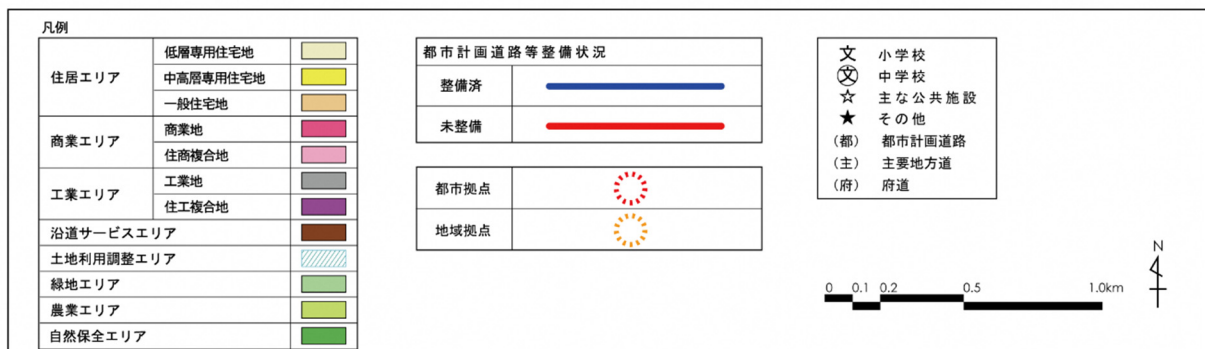 凡例
住居エリア
低層専用住宅地
中高層専用住宅地
一般住宅地
商業エリア
商業地
住商複合地
工業エリア
工業地
住工複合地
沿道サービスエリア
土地利用調整エリア
緑地エリア
農業エリア
自然保全エリア
都市計画道路等整備状況
整備済
未整備
都市拠点
地域拠点
文 小学校
文 中学校
☆ 主な公共施設
★ その他
(都) 都市計画道路
(主) 主要地方道
(府) 府道
0 0.1 0.2 0.5 1.0km
N